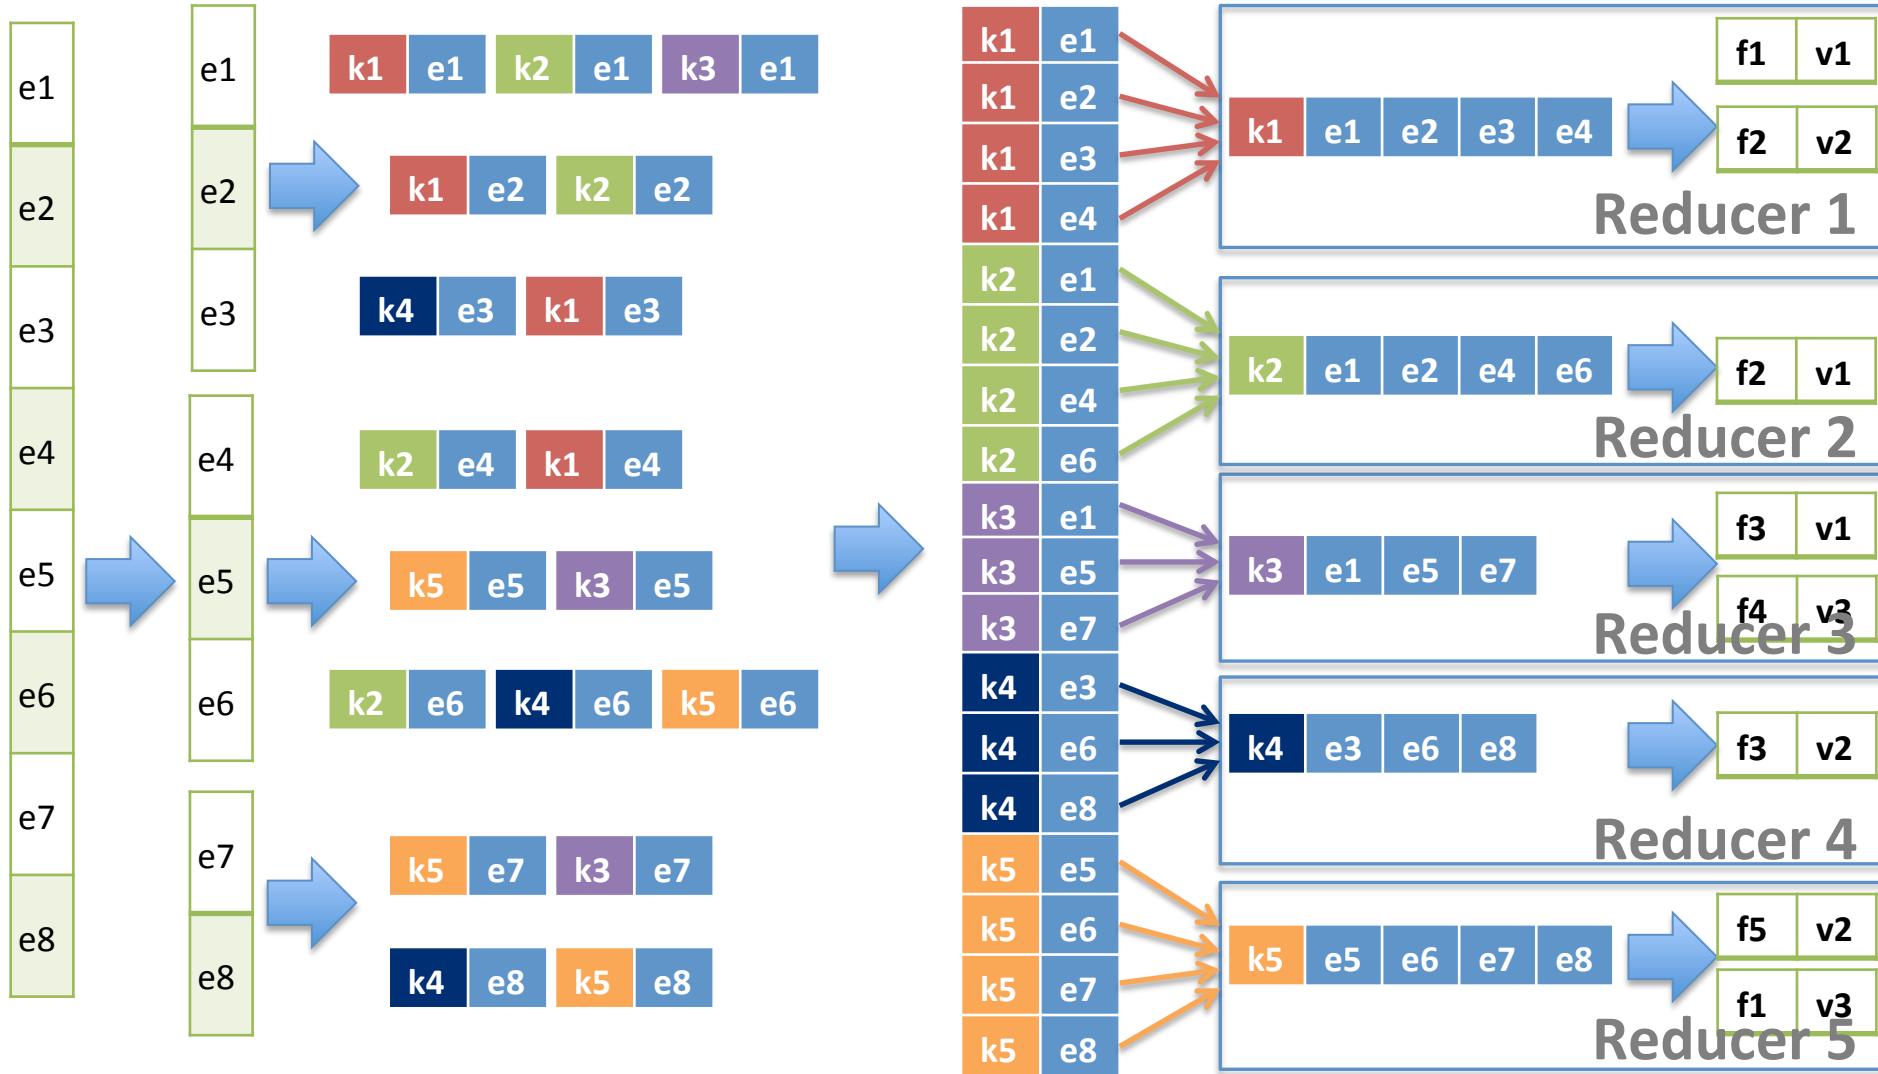 e1
e2
e3
e4
e5
e6
e7
e8
e1
e2
e3
e4
e5
e6
e7
e8
k1 e1 k2 e1 k3 e1
k1 e2 k2 e2
k4 e3 k1 e3
k2 e4 k1 e4
k5 e5 k3 e5
k2 e6 k4 e6 k5 e6
k5 e7 k3 e7
k4 e8 k5 e8
k1 e1
k1 e2
k1 e3
k1 e4
k2 e1
k2 e2
k2 e4
k2 e6
k3 e1
k3 e5
k3 e7
k4 e3
k4 e6
k4 e8
k5 e5
k5 e6
k5 e7
k5 e8
k1 e1 e2 e3 e4
f1 v1
f2 v2
Reducer 1
k2 e1 e2 e4 e6
f2 v1
Reducer 2
k3 e1 e5 e7
f3 v1
f4 v3
Reducer 3
k4 e3 e6 e8
f3 v2
Reducer 4
k5 e5 e6 e7 e8
f5 v2
f1 v3
Reducer 5